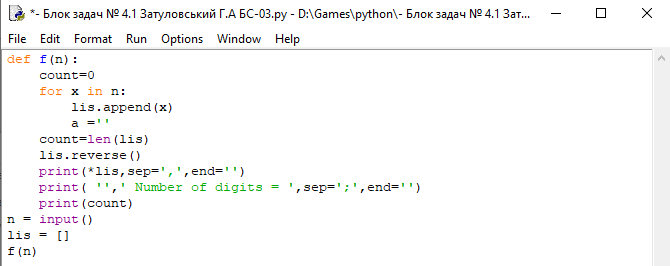 *- Блок задач № 4.1 Затуловський Г.А БС-03.py - D:\Games\python\- Блок задач № 4.1 Зат...
File Edit Format Run Options Window Help
def f(n):
    count=0
    for x in n:
        lis.append(x)
        a =''
    count=len(lis)
    lis.reverse()
    print(*lis,sep=',',end='')
    print( '',' Number of digits = ',sep=';',end='')
    print(count)
n = input()
lis = []
f(n)